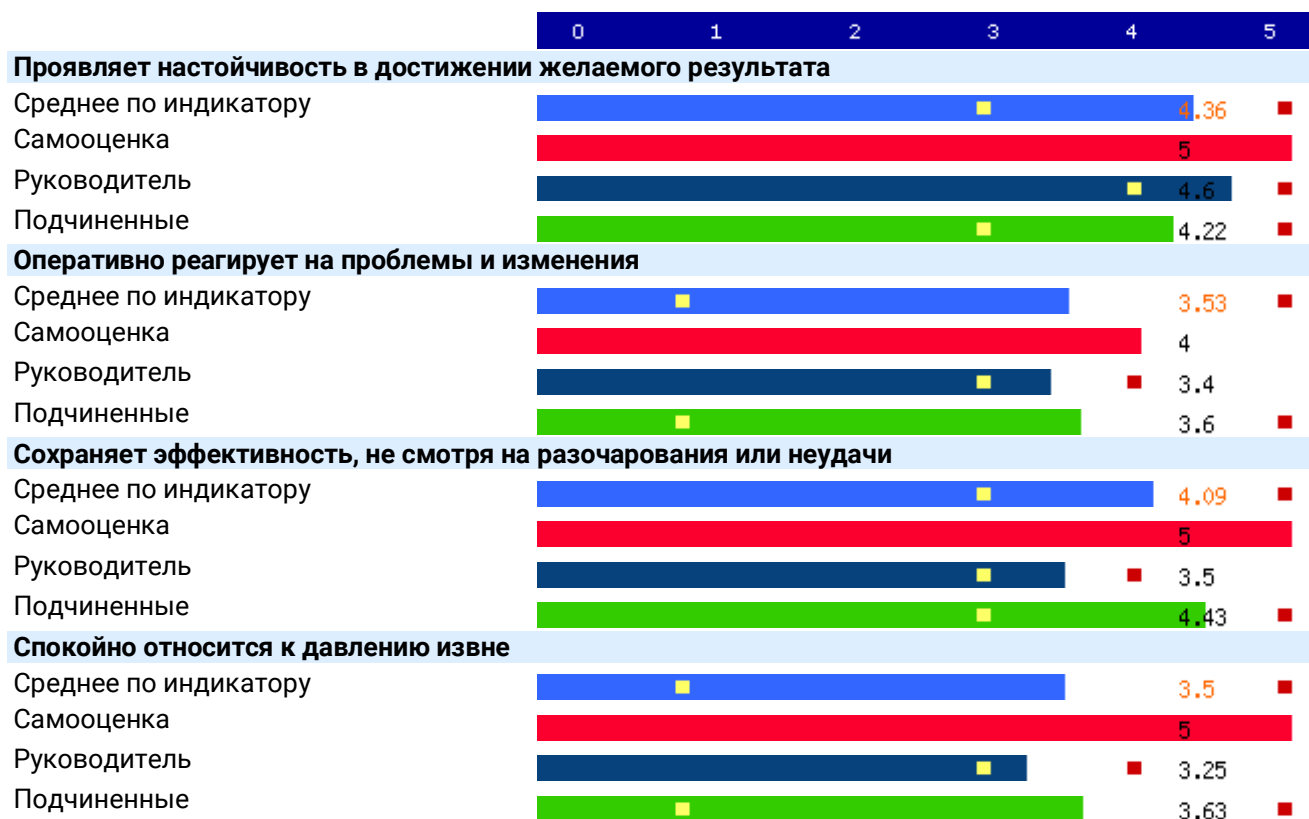 0 1 2 3 4 5
Проявляет настойчивость в достижении желаемого результата
Среднее по индикатору 4.36
Самооценка 5
Руководитель 4.6
Подчиненные 4.22
Оперативно реагирует на проблемы и изменения
Среднее по индикатору 3.53
Самооценка 4
Руководитель 3.4
Подчиненные 3.6
Сохраняет эффективность, не смотря на разочарования или неудачи
Среднее по индикатору 4.09
Самооценка 5
Руководитель 3.5
Подчиненные 4.43
Спокойно относится к давлению извне
Среднее по индикатору 3.5
Самооценка 5
Руководитель 3.25
Подчиненные 3.63